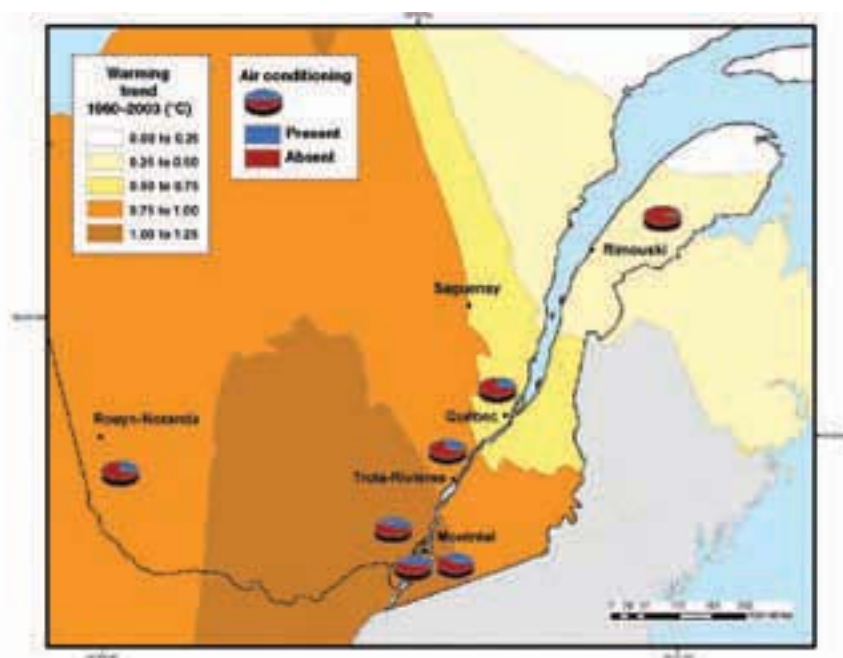 Warming
trend
1960–2003 (°C)
0.00 to 0.25
0.25 to 0.50
0.50 to 0.75
0.75 to 1.00
1.00 to 1.25
Air conditioning
Present
Absent
Rimouski
Saguenay
Québec
Rouyn-Noranda
Trois-Rivières
Montréal